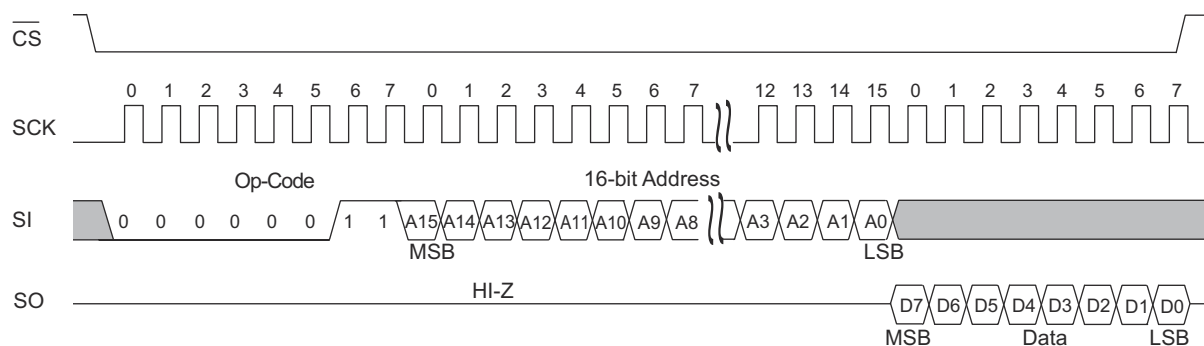 CS
0 1 2 3 4 5 6 7 0 1 2 3 4 5 6 7 12 13 14 15 0 1 2 3 4 5 6 7
SCK
Op-Code 16-bit Address
SI 0 0 0 0 0 0 1 1 A15 A14 A13 A12 A11 A10 A9 A8 A3 A2 A1 A0
MSB LSB
HI-Z
SO D7 D6 D5 D4 D3 D2 D1 D0
MSB Data LSB